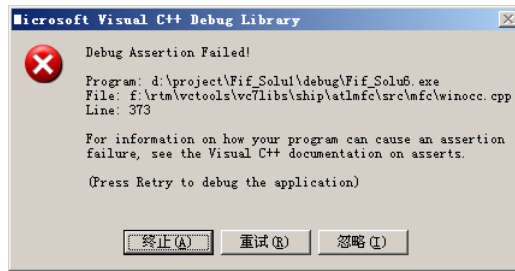 Microsoft Visual C++ Debug Library
Debug Assertion Failed!
Program: d:\project\Fif_Solu1\debug\Fif_Solu6.exe
File: f:\rtm\vctools\vc7libs\ship\atlmfc\src\mfc\winocc.cpp
Line: 373
For information on how your program can cause an assertion
failure, see the Visual C++ documentation on asserts.
(Press Retry to debug the application)
终止(A) 重试(R) 忽略(I)